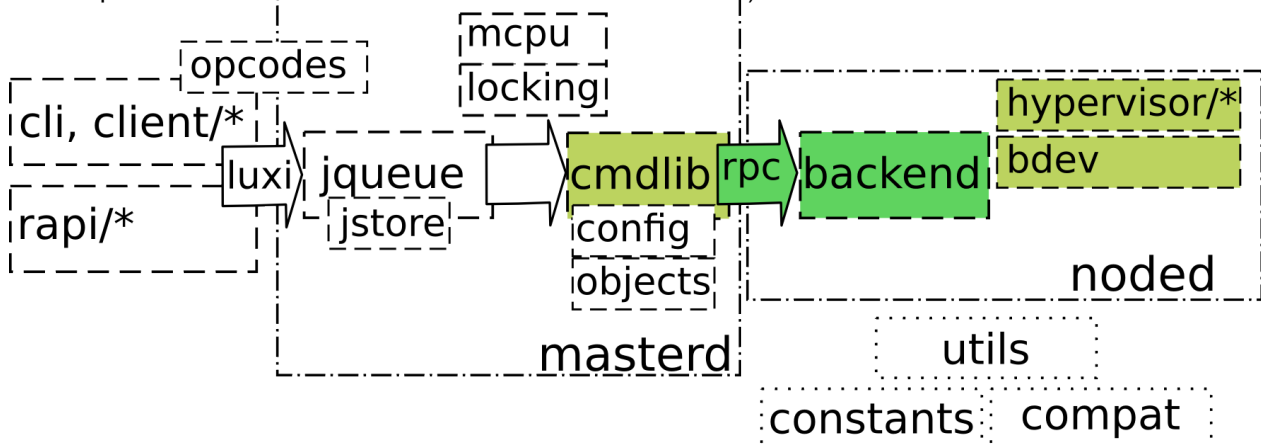 mcpu
opcodes
locking
cli, client/*
hypervisor/*
luxi
jqueue
cmdlib
rpc
backend
bdev
rapi/*
jstore
config
objects
noded
masterd
utils
constants
compat